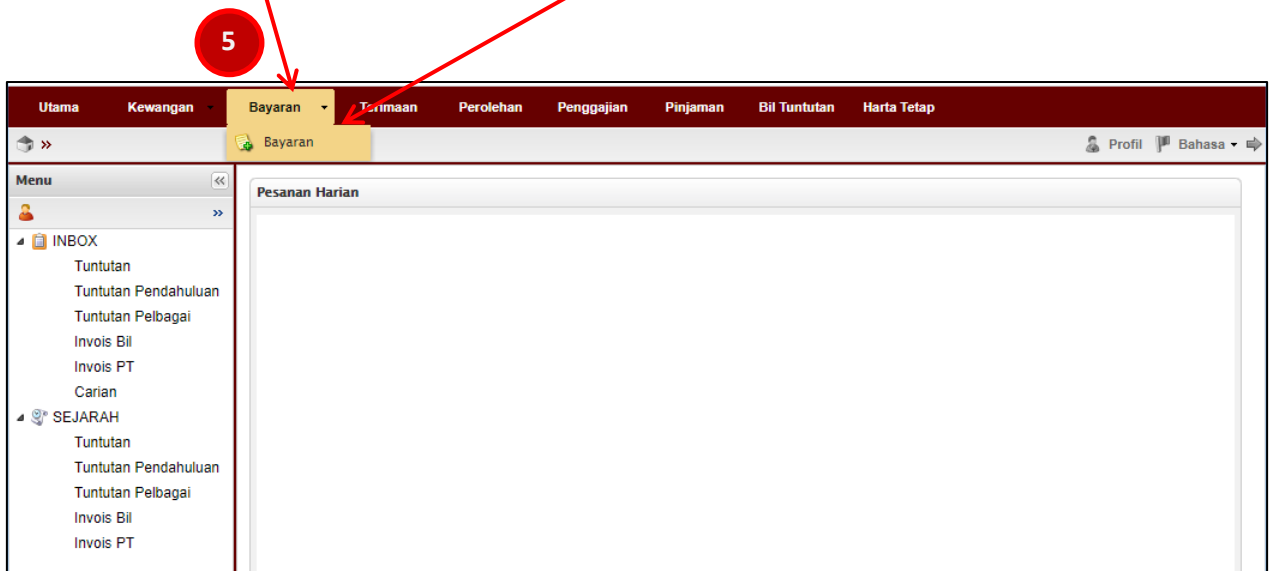 5
Utama Kewangan Bayaran Terimaan Perolehan Penggajian Pinjaman Bil Tuntutan Harta Tetap
» Bayaran Profil Bahasa
Menu «
»
Pesanan Harian
INBOX
Tuntutan
Tuntutan Pendahuluan
Tuntutan Pelbagai
Invois Bil
Invois PT
Carian
SEJARAH
Tuntutan
Tuntutan Pendahuluan
Tuntutan Pelbagai
Invois Bil
Invois PT